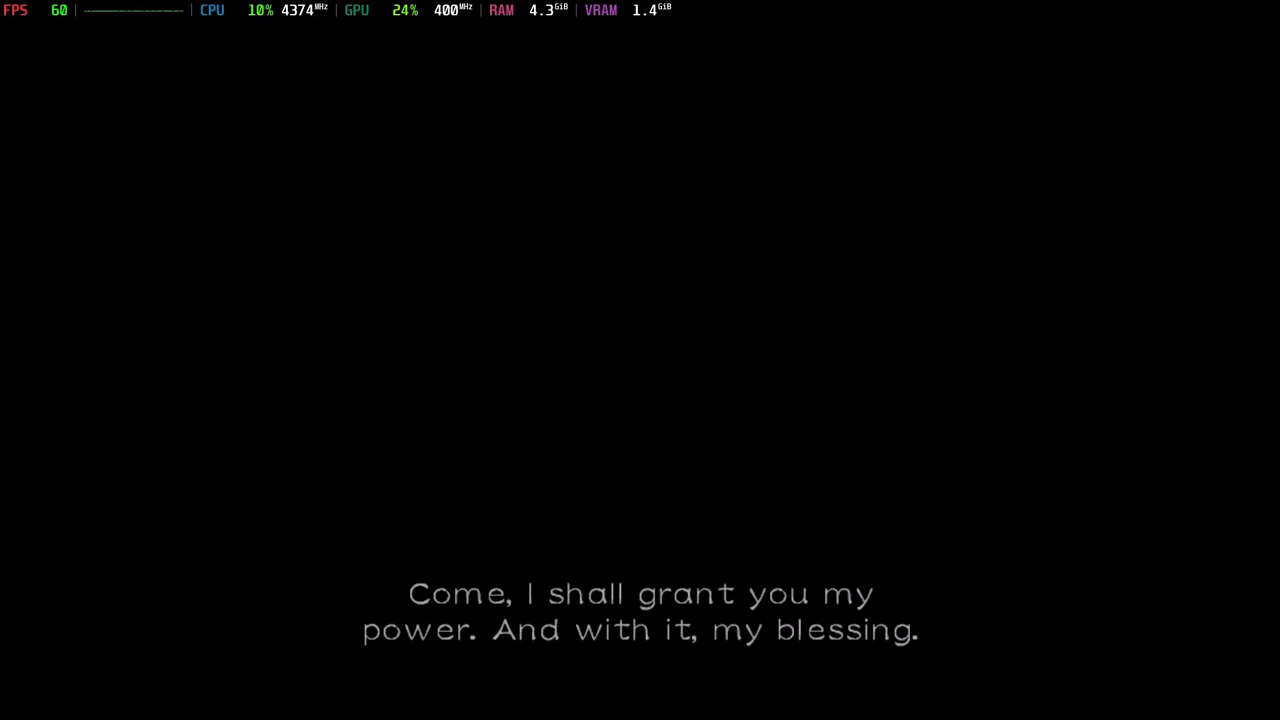 FPS 60 | CPU 10% 4374MHz | GPU 24% 400MHz | RAM 4.3GiB | VRAM 1.4GiB
Come, I shall grant you my
power. And with it, my blessing.